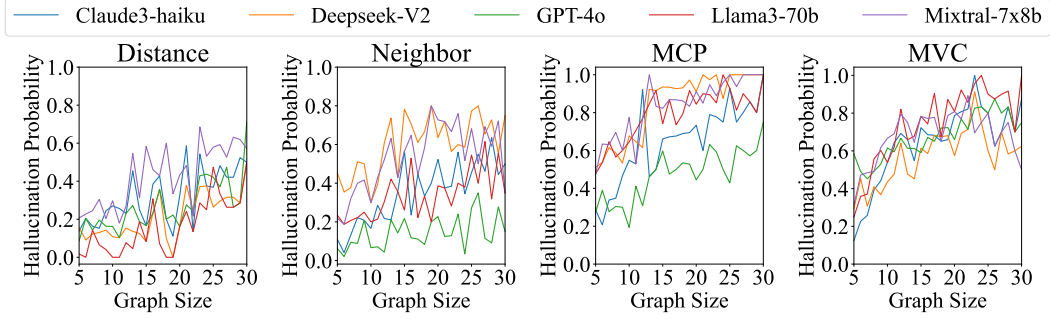 Claude3-haiku Deepseek-V2 GPT-4o Llama3-70b Mixtral-7x8b
Distance Neighbor MCP MVC
Hallucination Probability
1.0
0.8
0.6
0.4
0.2
0.0
5 10 15 20 25 30
Graph Size
Hallucination Probability
1.0
0.8
0.6
0.4
0.2
0.0
5 10 15 20 25 30
Graph Size
Hallucination Probability
1.0
0.8
0.6
0.4
0.2
0.0
5 10 15 20 25 30
Graph Size
Hallucination Probability
1.0
0.8
0.6
0.4
0.2
0.0
5 10 15 20 25 30
Graph Size